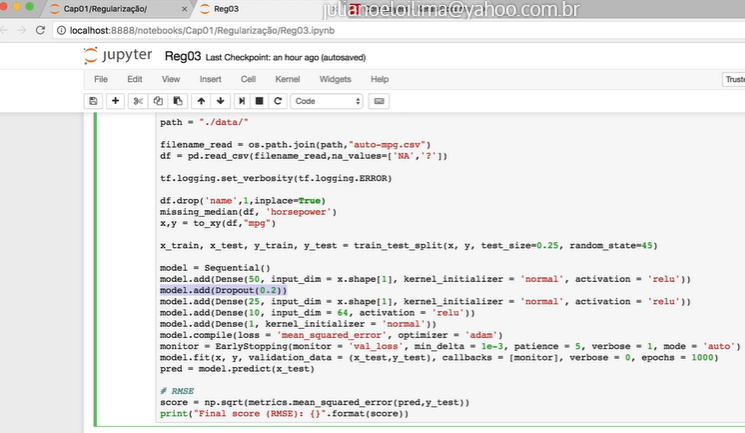 Cap01/Regularização/
Reg03
julianoeloilima@yahoo.com.br
localhost:8888/notebooks/Cap01/Regularização/Reg03.ipynb
jupyter Reg03 Last Checkpoint: an hour ago (autosaved)
File Edit View Insert Cell Kernel Widgets Help
Truste
Code
path = "./data/"
filename_read = os.path.join(path,"auto-mpg.csv")
df = pd.read_csv(filename_read,na_values=['NA','?'])
tf.logging.set_verbosity(tf.logging.ERROR)
df.drop('name',1,inplace=True)
missing_median(df, 'horsepower')
x,y = to_xy(df,"mpg")
x_train, x_test, y_train, y_test = train_test_split(x, y, test_size=0.25, random_state=45)
model = Sequential()
model.add(Dense(50, input_dim = x.shape[1], kernel_initializer = 'normal', activation = 'relu'))
model.add(Dropout(0.2))
model.add(Dense(25, input_dim = x.shape[1], kernel_initializer = 'normal', activation = 'relu'))
model.add(Dense(10, input_dim = 64, activation = 'relu'))
model.add(Dense(1, kernel_initializer = 'normal'))
model.compile(loss = 'mean_squared_error', optimizer = 'adam')
monitor = EarlyStopping(monitor = 'val_loss', min_delta = 1e-3, patience = 5, verbose = 1, mode = 'auto')
model.fit(x, y, validation_data = (x_test,y_test), callbacks = [monitor], verbose = 0, epochs = 1000)
pred = model.predict(x_test)
# RMSE
score = np.sqrt(metrics.mean_squared_error(pred,y_test))
print("Final score (RMSE): {}".format(score))